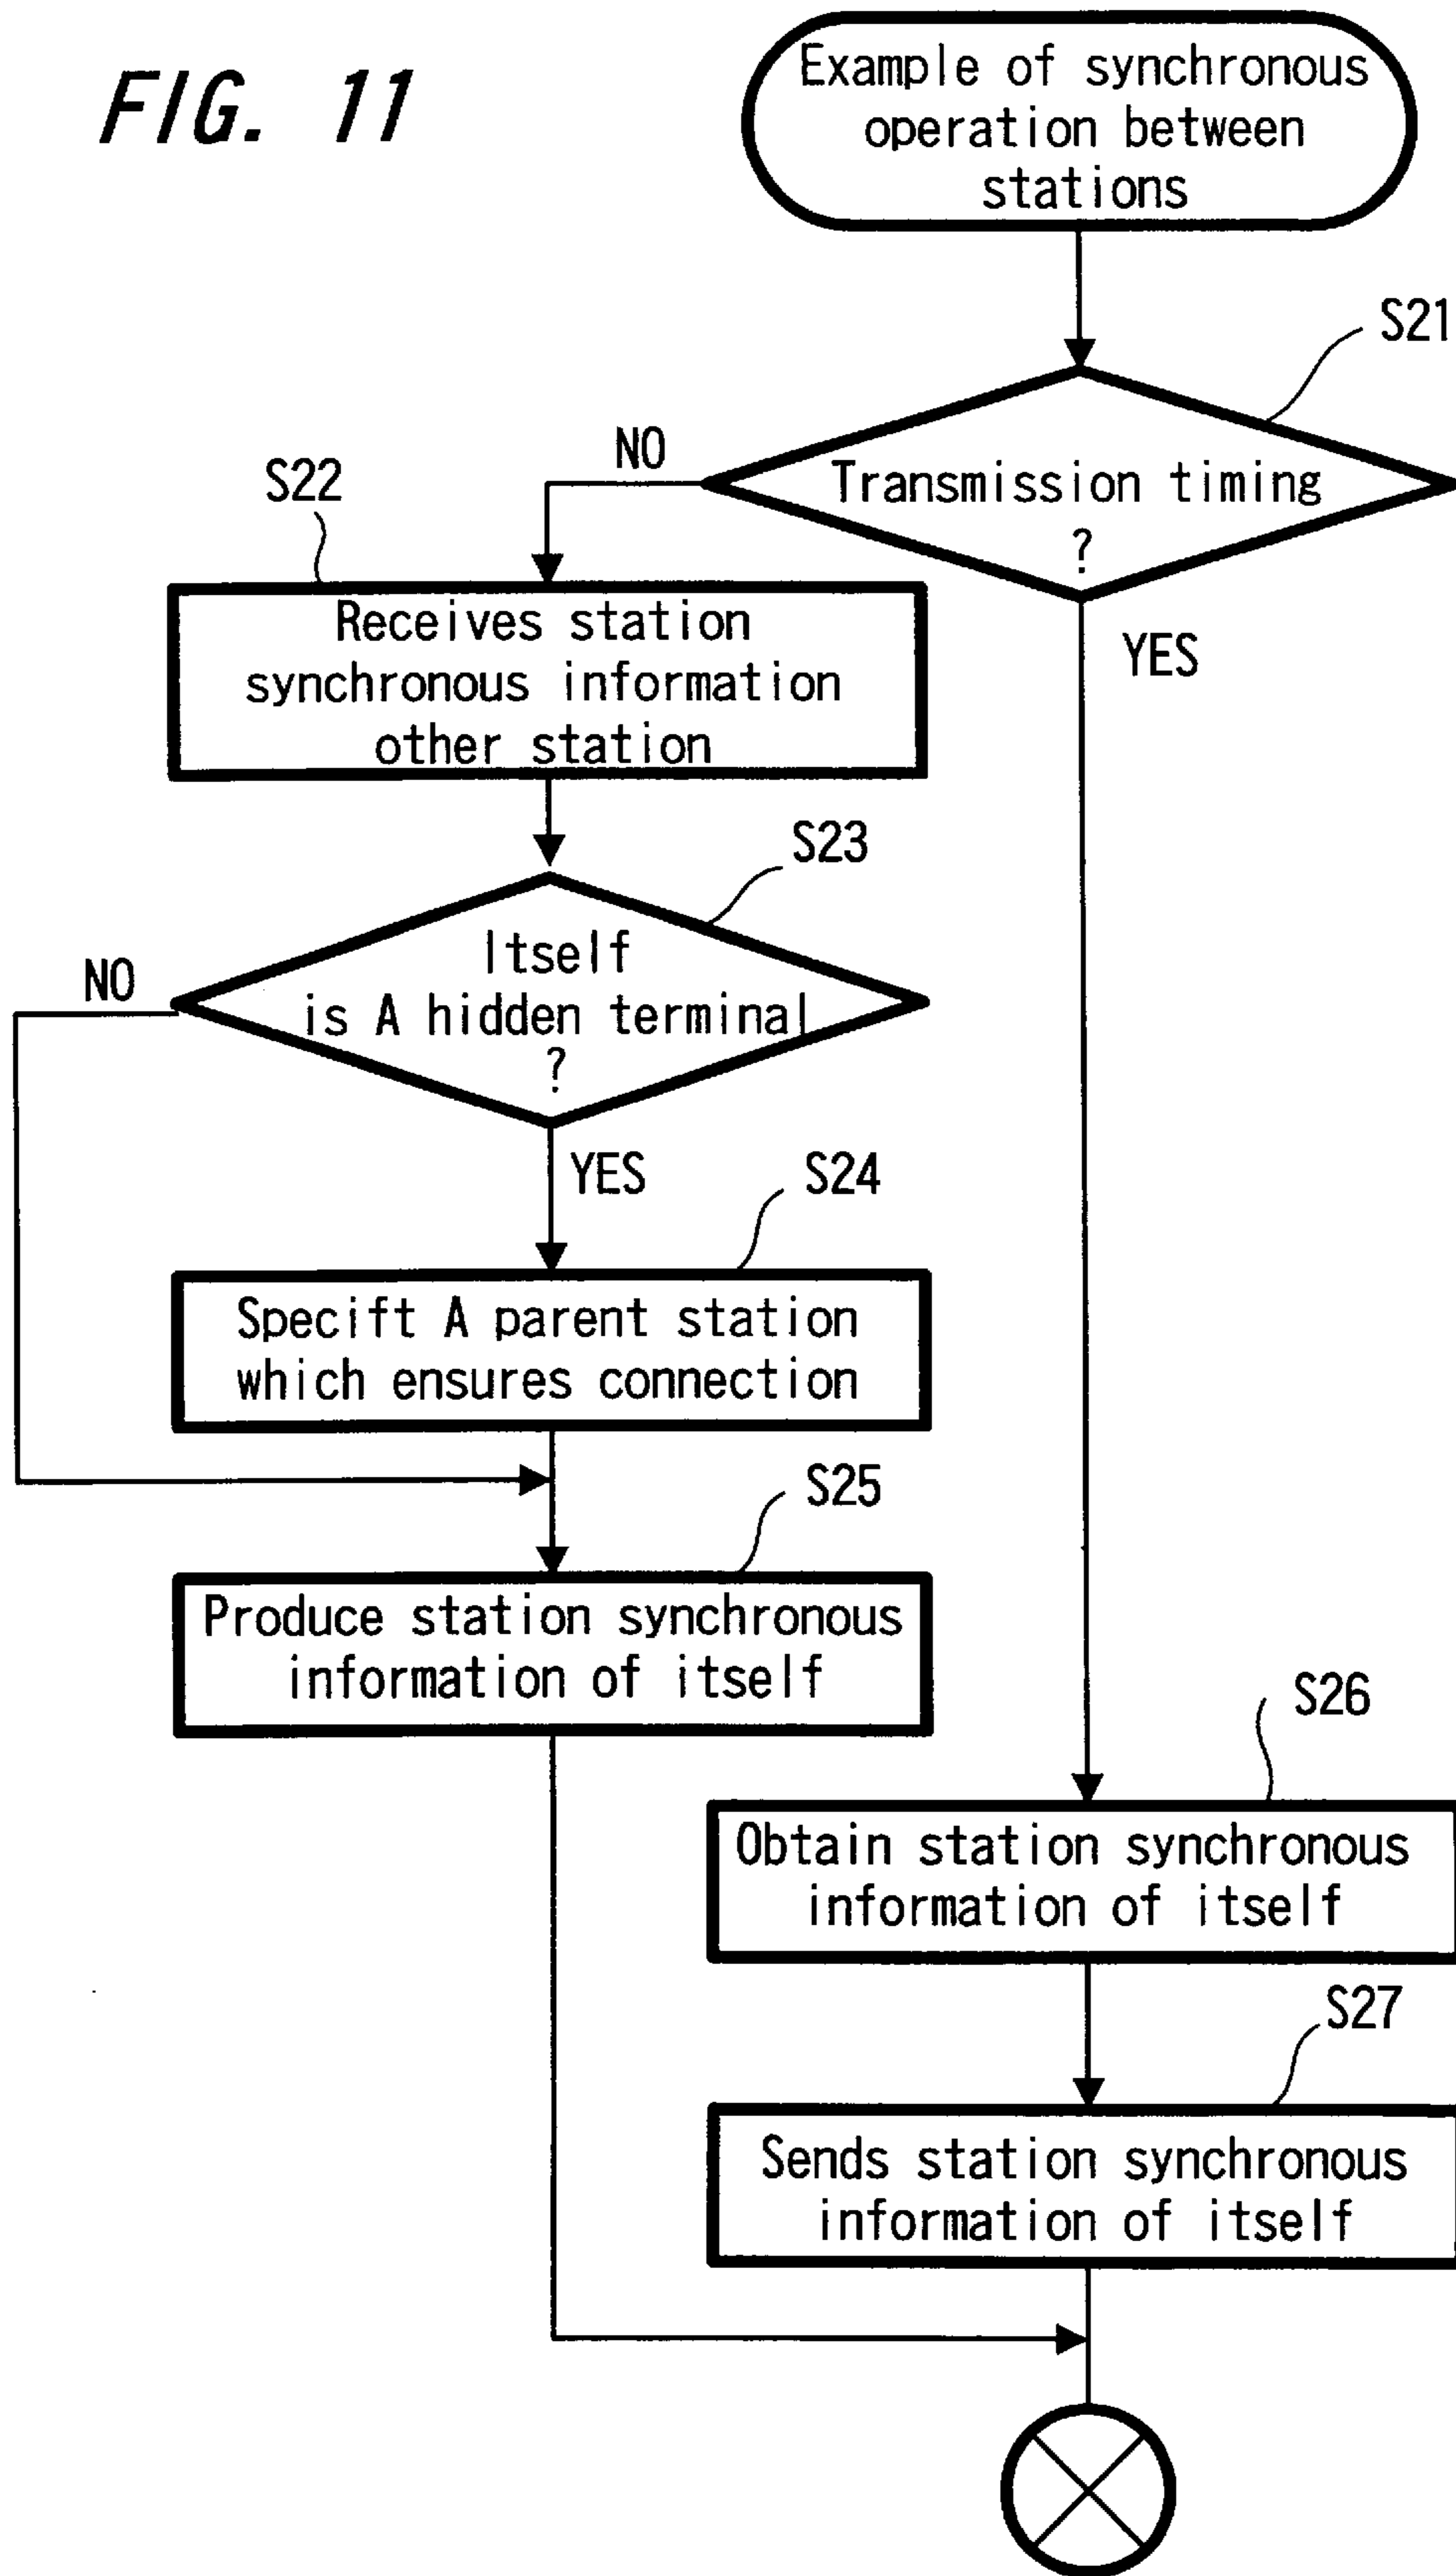 FIG. 11
Example of synchronous
operation between
stations
S21
Transmission timing
?
NO
YES
S22
Receives station
synchronous information
other station
S23
Itself
is A hidden terminal
?
NO
YES
S24
Specift A parent station
which ensures connection
S25
Produce station synchronous
information of itself
S26
Obtain station synchronous
information of itself
S27
Sends station synchronous
information of itself